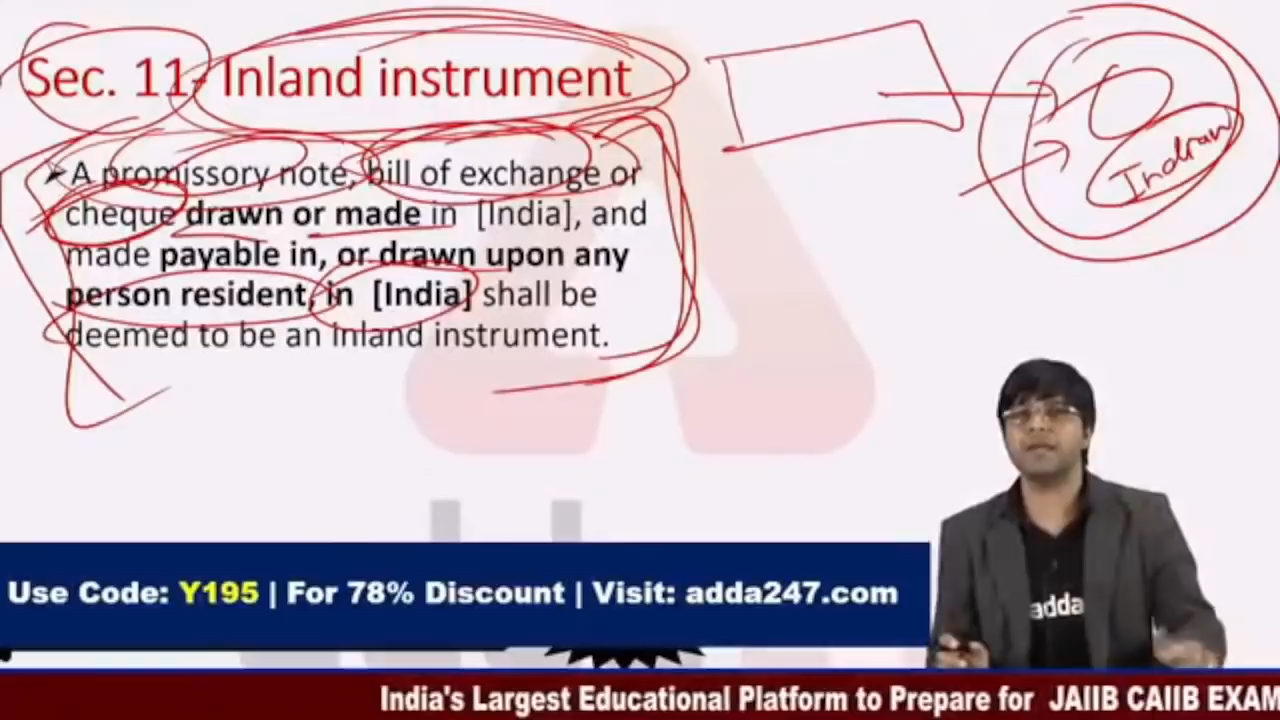 Sec. 11- Inland instrument
➤A promissory note, bill of exchange or
cheque drawn or made in [India], and
made payable in, or drawn upon any
person resident, in [India] shall be
deemed to be an Inland instrument.
adda
Use Code: Y195 | For 78% Discount | Visit: adda247.com
India's Largest Educational Platform to Prepare for JAIIB CAIIB EXAM